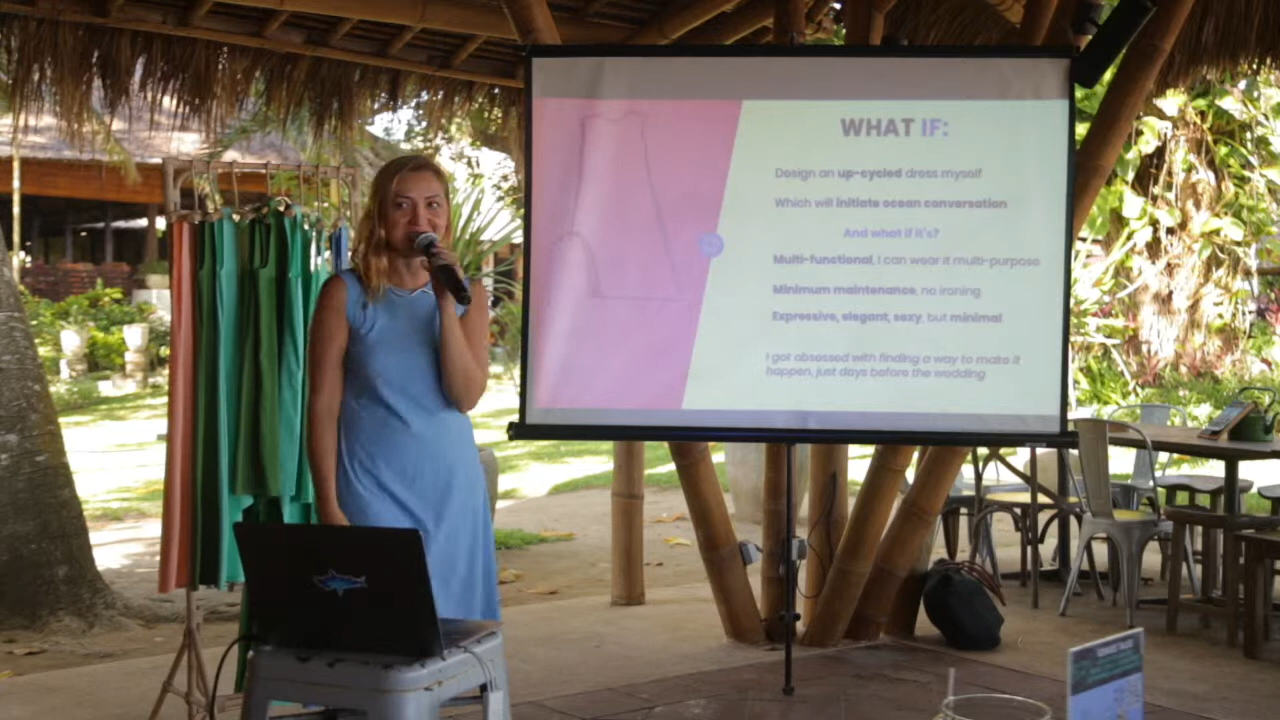 WHAT IF:
Design an up-cycled dress myself
Which will initiate ocean conversation
And what if it's?
Multi-functional, I can wear it multi-purpose
Minimum maintenance, no ironing
Expressive, elegant, sexy, but minimal
I got obsessed with finding a way to make it
happen, just days before the wedding